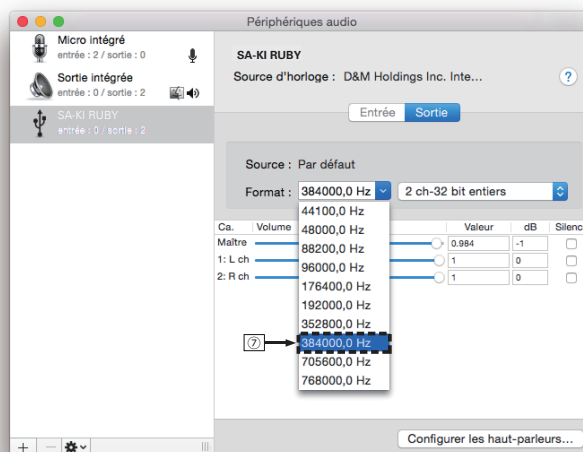 Périphériques audio
Micro intégré
entrée : 2 / sortie : 0
Sortie intégrée
entrée : 0 / sortie : 2
SA-KI RUBY
entrée : 0 / sortie : 2
SA-KI RUBY
Source d'horloge : D&M Holdings Inc. Inte...
?
Entrée Sortie
Source : Par défaut
Format : 384000,0 Hz 2 ch-32 bit entiers
44100,0 Hz
48000,0 Hz
88200,0 Hz
96000,0 Hz
176400,0 Hz
192000,0 Hz
352800,0 Hz
⑦ 384000,0 Hz
705600,0 Hz
768000,0 Hz
Ca. Volume Valeur dB Silenc
Maître 0.984 -1
1: L ch 1 0
2: R ch 1 0
Configurer les haut-parleurs...